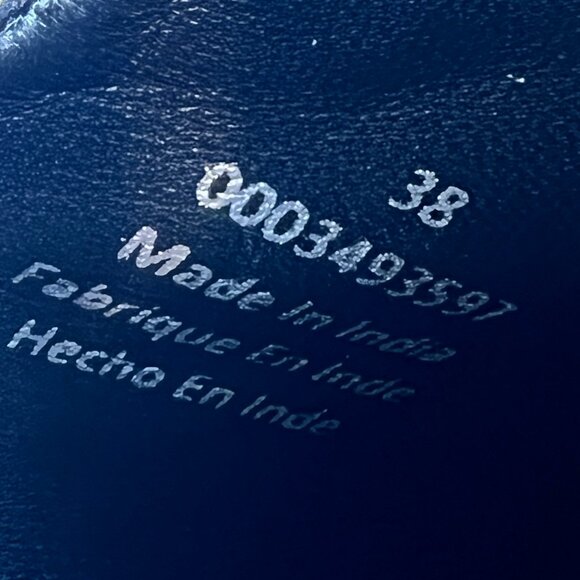 38
0003493597
Made In India
Fabrique En Inde
Hecho En Inde